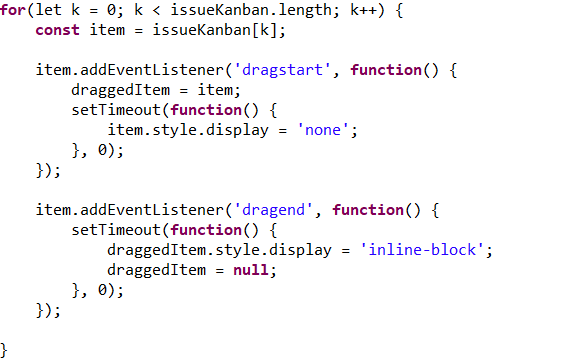 for(let k = 0; k < issueKanban.length; k++) {
    const item = issueKanban[k];

    item.addEventListener('dragstart', function() {
        draggedItem = item;
        setTimeout(function() {
            item.style.display = 'none';
        }, 0);
    });

    item.addEventListener('dragend', function() {
        setTimeout(function() {
            draggedItem.style.display = 'inline-block';
            draggedItem = null;
        }, 0);
    });

}